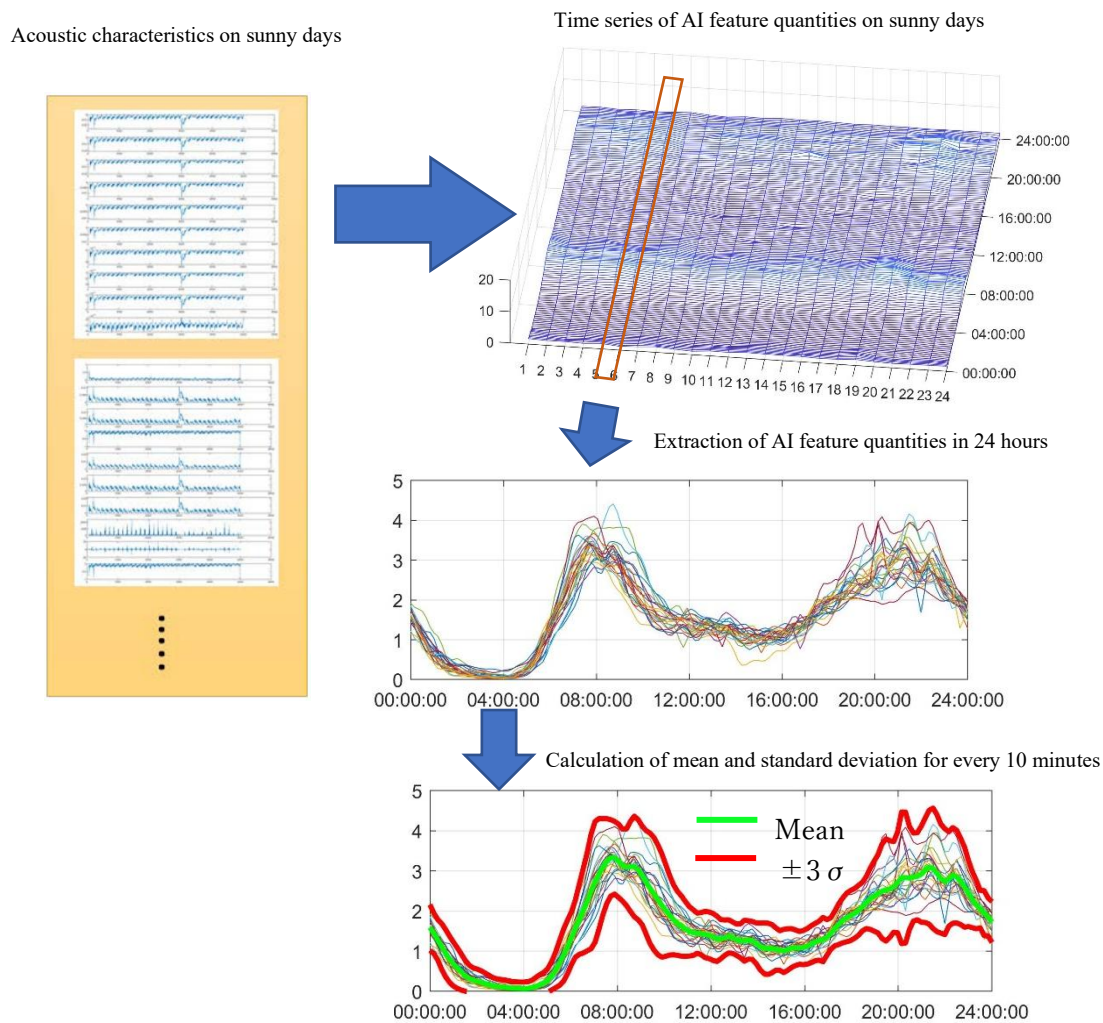 Time series of AI feature quantities on sunny days
Acoustic characteristics on sunny days
24:00:00
20:00:00
16:00:00
12:00:00
08:00:00
04:00:00
00:00:00
20
10
0
1 2 3 4 5 6 7 8 9 10 11 12 13 14 15 16 17 18 19 20 21 22 23 24
Extraction of AI feature quantities in 24 hours
5
4
3
2
1
0
00:00:00 04:00:00 08:00:00 12:00:00 16:00:00 20:00:00 24:00:00
Calculation of mean and standard deviation for every 10 minutes
5
4
3
2
1
0
Mean
±3 σ
00:00:00 04:00:00 08:00:00 12:00:00 16:00:00 20:00:00 24:00:00